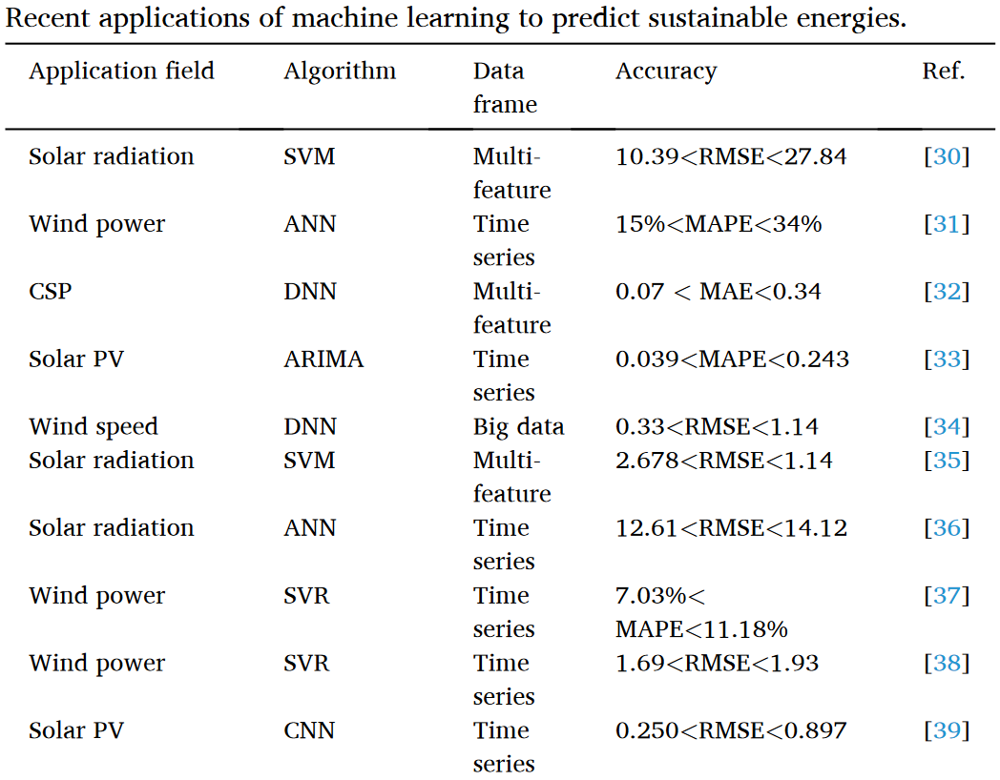 Recent applications of machine learning to predict sustainable energies.
Application field Algorithm Data Accuracy Ref.
frame
Solar radiation SVM Multi- 10.39<RMSE<27.84 [30]
feature
Wind power ANN Time 15%<MAPE<34% [31]
series
CSP DNN Multi- 0.07 < MAE<0.34 [32]
feature
Solar PV ARIMA Time 0.039<MAPE<0.243 [33]
series
Wind speed DNN Big data 0.33<RMSE<1.14 [34]
Solar radiation SVM Multi- 2.678<RMSE<1.14 [35]
feature
Solar radiation ANN Time 12.61<RMSE<14.12 [36]
series
Wind power SVR Time 7.03%< [37]
series MAPE<11.18%
Wind power SVR Time 1.69<RMSE<1.93 [38]
series
Solar PV CNN Time 0.250<RMSE<0.897 [39]
series